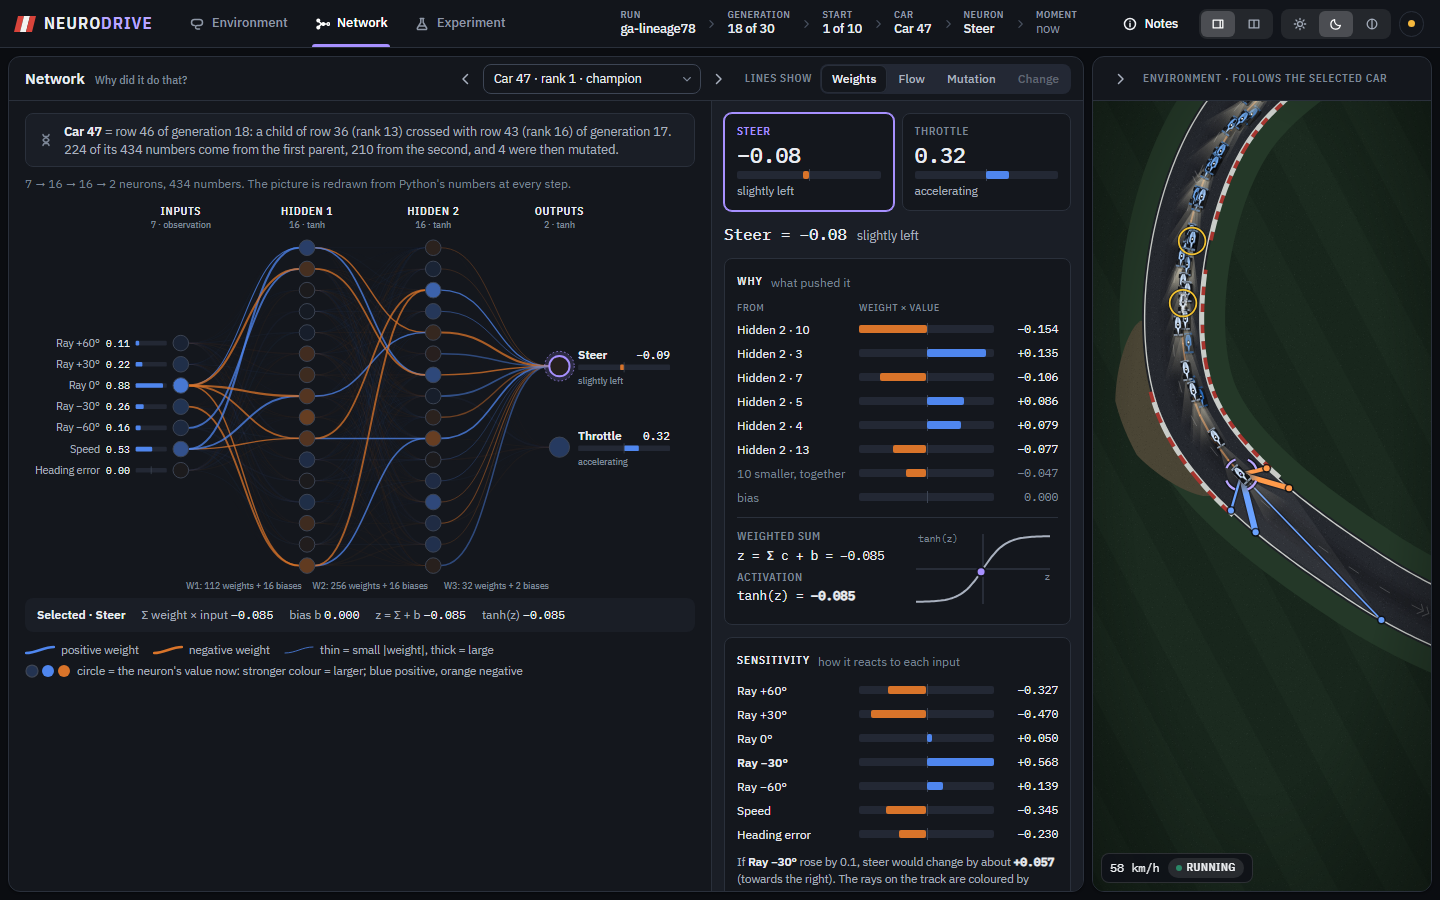 NEURODRIVE
Environment
Network
Experiment
RUN
ga-lineage78
GENERATION
18 of 30
START
1 of 10
CAR
Car 47
NEURON
Steer
MOMENT
now
Notes
Network Why did it do that?
Car 47 · rank 1 · champion
LINES SHOW
Weights
Flow
Mutation
Change
ENVIRONMENT · FOLLOWS THE SELECTED CAR
Car 47 = row 46 of generation 18: a child of row 36 (rank 13) crossed with row 43 (rank 16) of generation 17.
224 of its 434 numbers come from the first parent, 210 from the second, and 4 were then mutated.
7 → 16 → 16 → 2 neurons, 434 numbers. The picture is redrawn from Python's numbers at every step.
INPUTS
7 · observation
HIDDEN 1
16 · tanh
HIDDEN 2
16 · tanh
OUTPUTS
2 · tanh
Ray +60° 0.11
Ray +30° 0.22
Ray 0° 0.88
Ray −30° 0.26
Ray −60° 0.16
Speed 0.53
Heading error 0.00
Steer −0.09
slightly left
Throttle 0.32
accelerating
W1: 112 weights + 16 biases
W2: 256 weights + 16 biases
W3: 32 weights + 2 biases
Selected · Steer Σ weight × input −0.085 bias b 0.000 z = Σ + b −0.085 tanh(z) −0.085
positive weight
negative weight
thin = small |weight|, thick = large
circle = the neuron's value now: stronger colour = larger; blue positive, orange negative
STEER
−0.08
slightly left
THROTTLE
0.32
accelerating
Steer = −0.08 slightly left
WHY what pushed it
FROM WEIGHT × VALUE
Hidden 2 · 10 −0.154
Hidden 2 · 3 +0.135
Hidden 2 · 7 −0.106
Hidden 2 · 5 +0.086
Hidden 2 · 4 +0.079
Hidden 2 · 13 −0.077
10 smaller, together −0.047
bias 0.000
WEIGHTED SUM
z = Σ c + b = −0.085
ACTIVATION
tanh(z) = −0.085
tanh(z)
z
SENSITIVITY how it reacts to each input
Ray +60° −0.327
Ray +30° −0.470
Ray 0° +0.050
Ray −30° +0.568
Ray −60° +0.139
Speed −0.345
Heading error −0.230
If Ray −30° rose by 0.1, steer would change by about +0.057
(towards the right). The rays on the track are coloured by
58 km/h
RUNNING